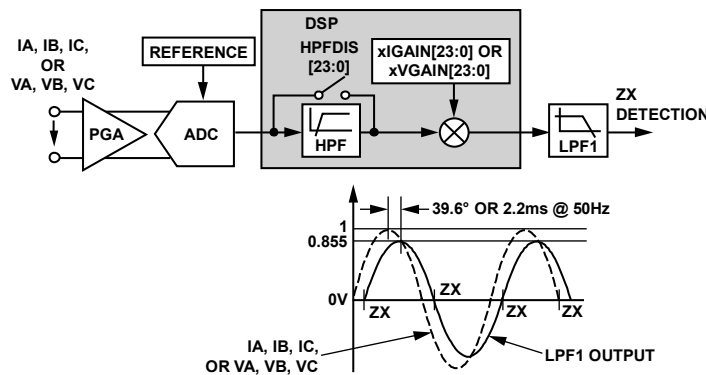 DSP
IA, IB, IC,
OR
VA, VB, VC
REFERENCE
HPFDIS
[23:0]
xIGAIN[23:0] OR
xVGAIN[23:0]
PGA
ADC
HPF
LPF1
ZX
DETECTION
39.6° OR 2.2ms @ 50Hz
1
0.855
0V
ZX
ZX
ZX
ZX
IA, IB, IC,
OR VA, VB, VC
LPF1 OUTPUT